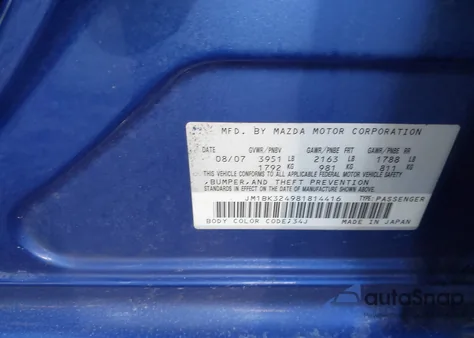 MFD. BY MAZDA MOTOR CORPORATION
DATE GVWR/PNBV GAWR/PNBE FRT GAWR/PNBE RR
08/07 3951 LB 2163 LB 1788 LB
1792 KG 981 KG 811 KG
THIS VEHICLE CONFORMS TO ALL APPLICABLE FEDERAL MOTOR VEHICLE SAFETY
,BUMPER,AND THEFT PREVENTION
STANDARDS IN EFFECT ON THE DATE OF MANUFACTURE SHOWN ABOVE.
JM1BK324981814416 TYPE:PASSENGER
BODY COLOR CODE/34J MADE IN JAPAN
autoSnap